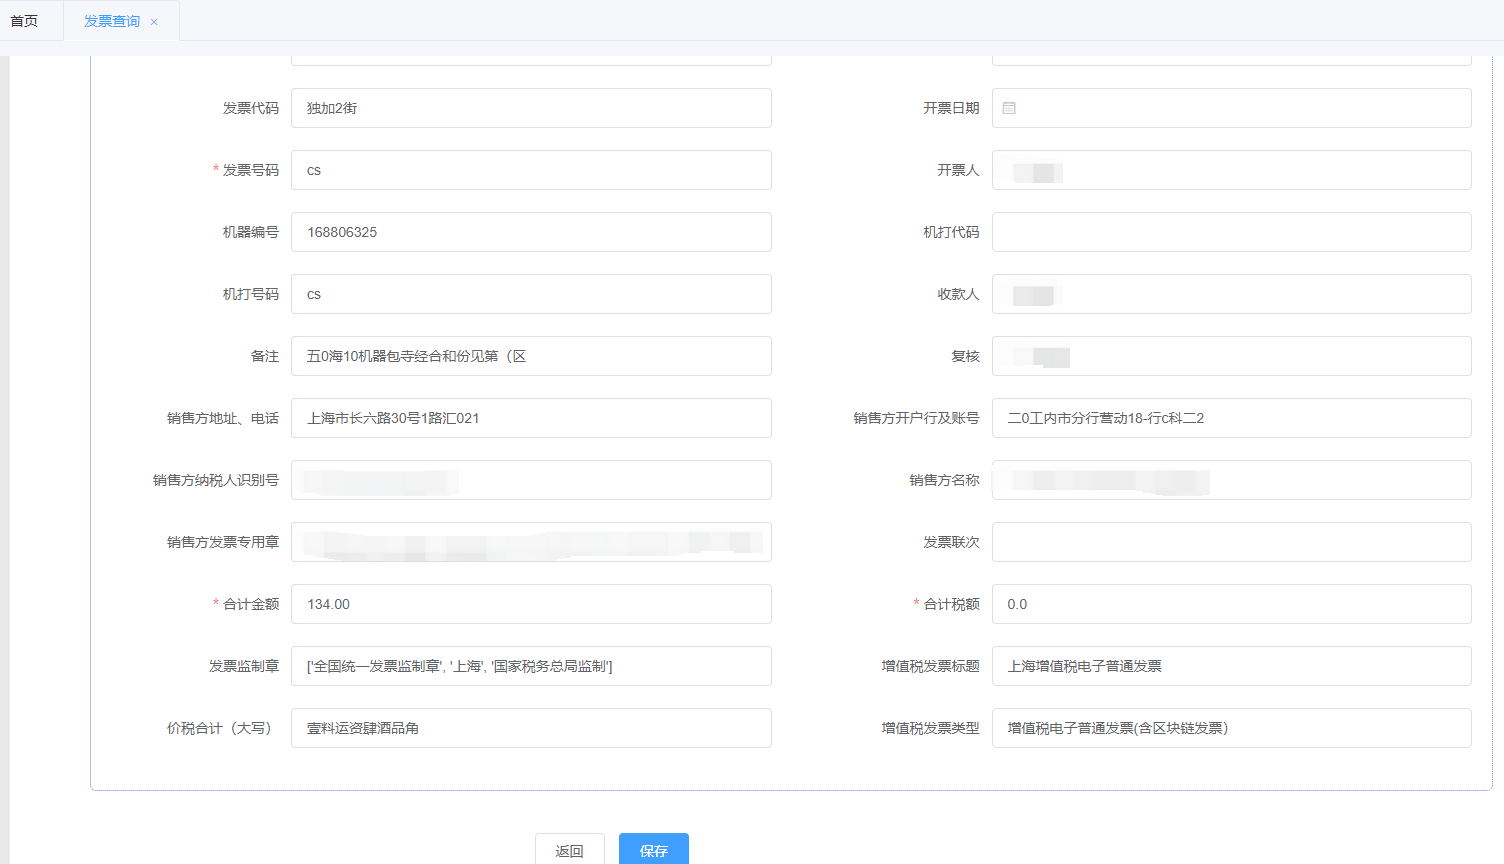 首页 发票查询 ×
发票代码 独加2街 开票日期
* 发票号码 cs 开票人
机器编号 168806325 机打代码
机打号码 cs 收款人
备注 五0海10机器包寺经合和份见第（区 复核
销售方地址、电话 上海市长六路30号1路汇021 销售方开户行及账号 二0工内市分行营动18-行c科二2
销售方纳税人识别号 销售方名称
销售方发票专用章 发票联次
* 合计金额 134.00 * 合计税额 0.0
发票监制章 ['全国统一发票监制章', '上海', '国家税务总局监制'] 增值税发票标题 上海增值税电子普通发票
价税合计（大写） 壹料运资肆酒品角 增值税发票类型 增值税电子普通发票(含区块链发票）
返回 保存